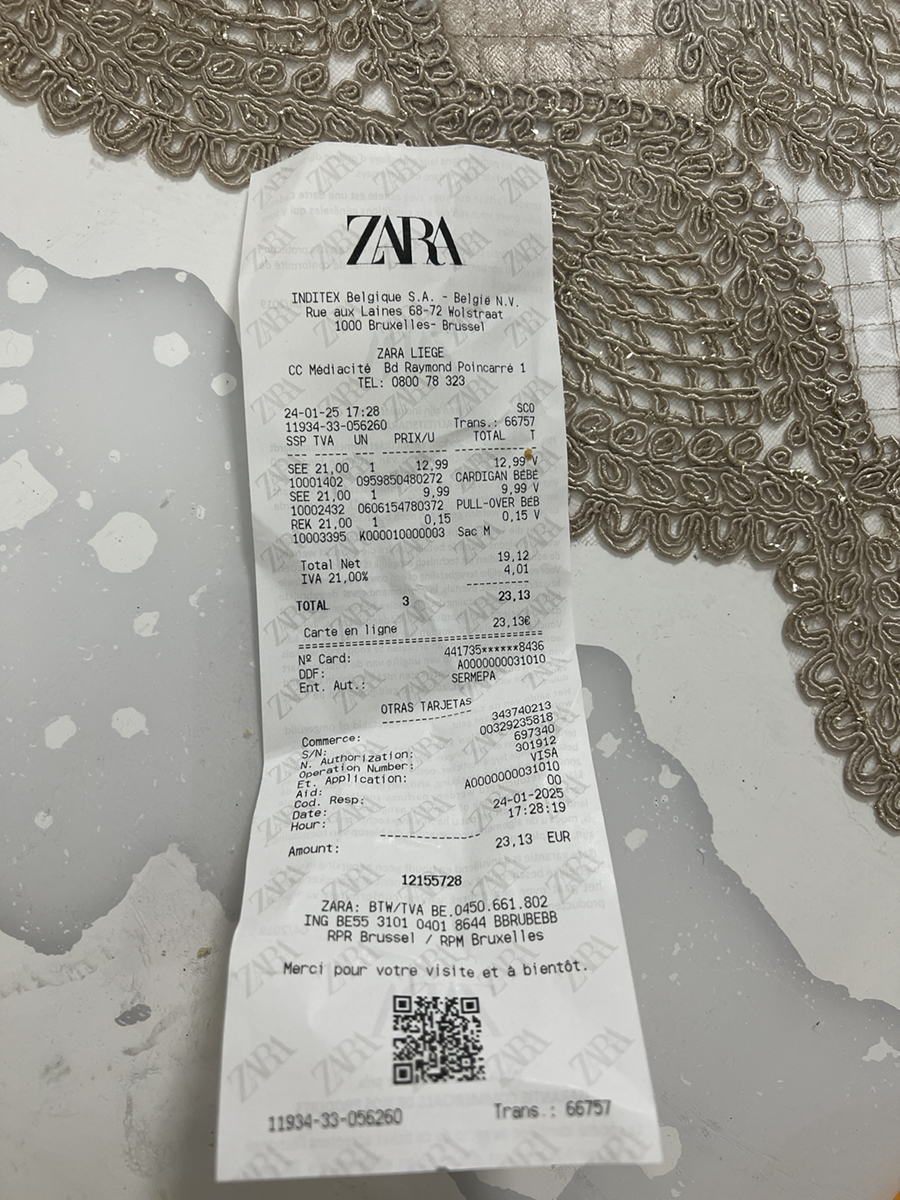 ZARA
INDITEX Belgique S.A. - België N.V.
Rue aux Laines 68-72 Wolstraat
1000 Bruxelles- Brussel
ZARA LIEGE
CC Médiacité Bd Raymond Poincarré 1
TEL: 0800 78 323
24-01-25 17:28 SCO
11934-33-056260 Trans.: 66757
SSP TVA UN PRIX/U TOTAL T
SEE 21,00 1 12,99 12,99 V
10001402 0959850480272 CARDIGAN BÉBÉ
SEE 21,00 1 9,99 9,99 V
10002432 0606154780372 PULL-OVER BÉB
REK 21,00 1 0,15 0,15 V
10003395 K000010000003 Sac M
Total Net 19,12
IVA 21,00% 4,01
TOTAL 3 23,13
Carte en ligne 23,13€
Nº Card: 441735******8436
DDF: A0000000031010
Ent. Aut.: SERMEPA
OTRAS TARJETAS
Commerce: 343740213
S/N: 00329235818
N. Authorization: 697340
Operation Number: 301912
Et. Application: VISA
Aid: A0000000031010
Cod. Resp: 00
Date: 24-01-2025
Hour: 17:28:19
Amount: 23,13 EUR
12155728
ZARA: BTW/TVA BE.0450.661.802
ING BE55 3101 0401 8644 BBRUBEBB
RPR Brussel / RPM Bruxelles
Merci pour votre visite et à bientôt.
11934-33-056260 Trans.: 66757